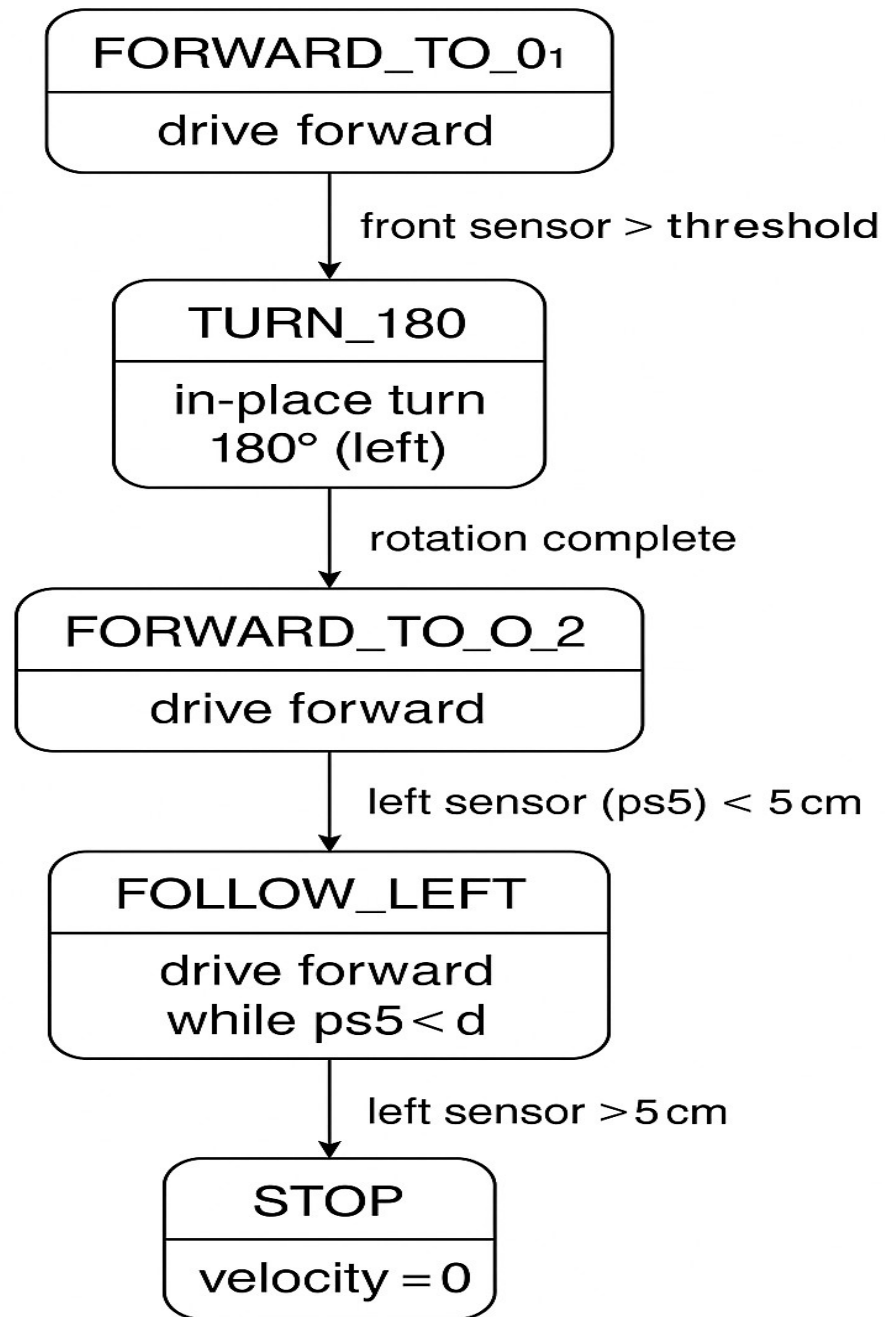 FORWARD_TO_01
drive forward
front sensor > threshold
TURN_180
in-place turn
180° (left)
rotation complete
FORWARD_TO_O_2
drive forward
left sensor (ps5) < 5 cm
FOLLOW_LEFT
drive forward
while ps5 < d
left sensor > 5 cm
STOP
velocity = 0